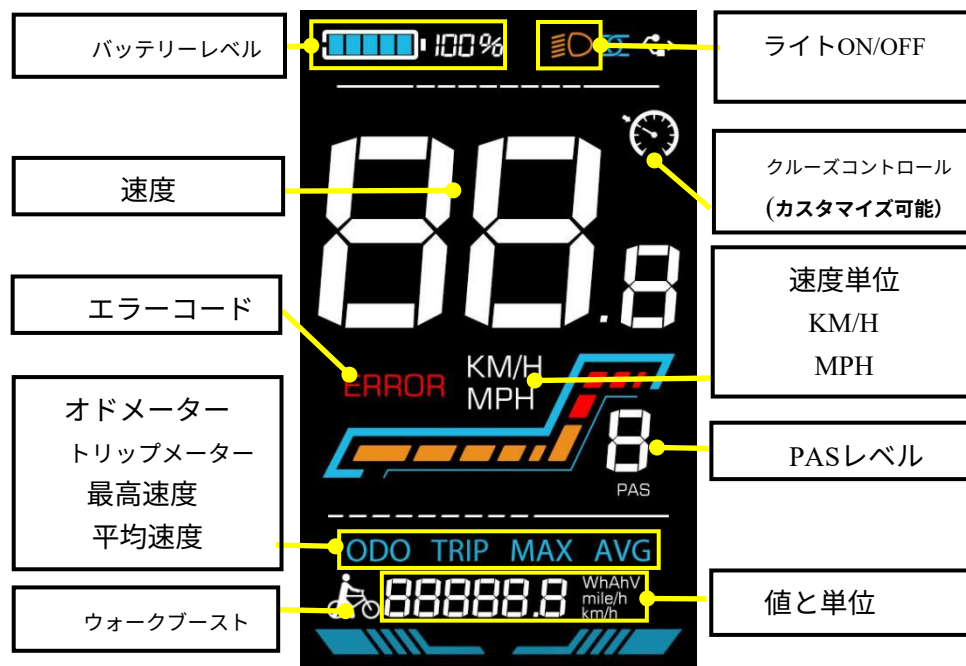 バッテリーレベル
100%
ライトON/OFF
クルーズコントロール
(カスタマイズ可能）
速度
88.8
エラーコード
速度単位
KM/H
MPH
ERROR
KM/H
MPH
オドメーター
トリップメーター
最高速度
平均速度
8
PAS
PASレベル
ODO TRIP MAX AVG
ウォークブースト
88888.8
WhAhV
mile/h
km/h
値と単位